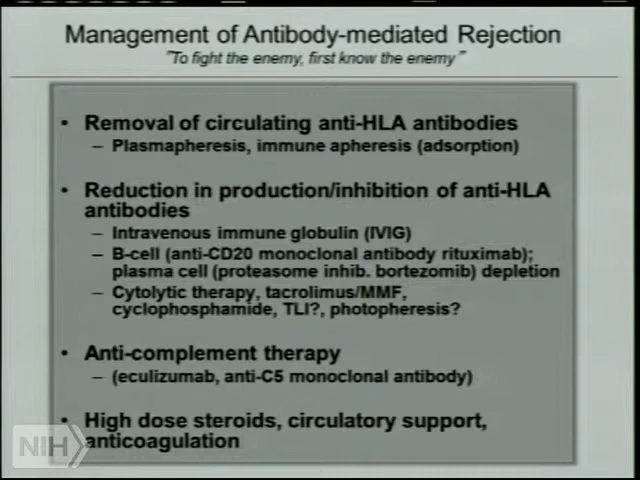 Management of Antibody-mediated Rejection
"To fight the enemy, first know the enemy"
• Removal of circulating anti-HLA antibodies
– Plasmapheresis, immune apheresis (adsorption)
• Reduction in production/inhibition of anti-HLA
antibodies
– Intravenous immune globulin (IVIG)
– B-cell (anti-CD20 monoclonal antibody rituximab);
plasma cell (proteasome inhib. bortezomib) depletion
– Cytolytic therapy, tacrolimus/MMF,
cyclophosphamide, TLI?, photopheresis?
• Anti-complement therapy
– (eculizumab, anti-C5 monoclonal antibody)
• High dose steroids, circulatory support,
anticoagulation
NIH